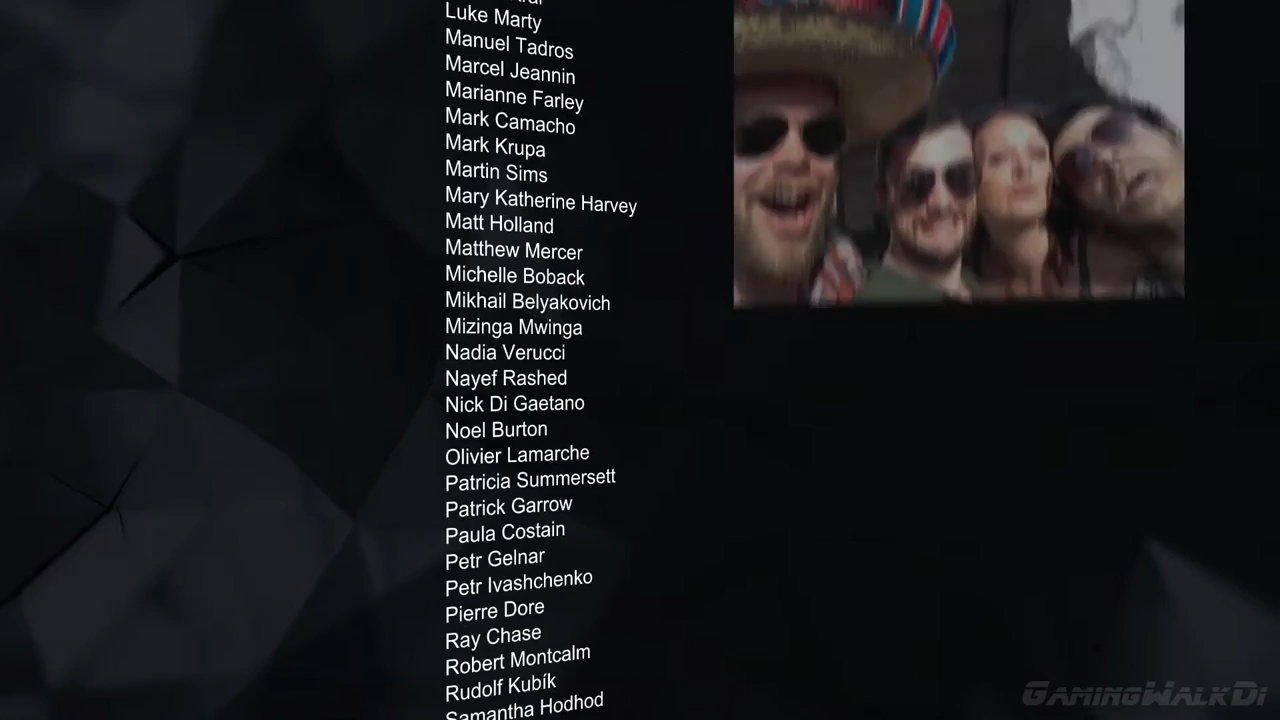 Luke Marty
Manuel Tadros
Marcel Jeannin
Marianne Farley
Mark Camacho
Mark Krupa
Martin Sims
Mary Katherine Harvey
Matt Holland
Matthew Mercer
Michelle Boback
Mikhail Belyakovich
Mizinga Mwinga
Nadia Verucci
Nayef Rashed
Nick Di Gaetano
Noel Burton
Olivier Lamarche
Patricia Summersett
Patrick Garrow
Paula Costain
Petr Gelnar
Petr Ivashchenko
Pierre Dore
Ray Chase
Robert Montcalm
Rudolf Kubík
Samantha Hodhod
GamingWalkDi